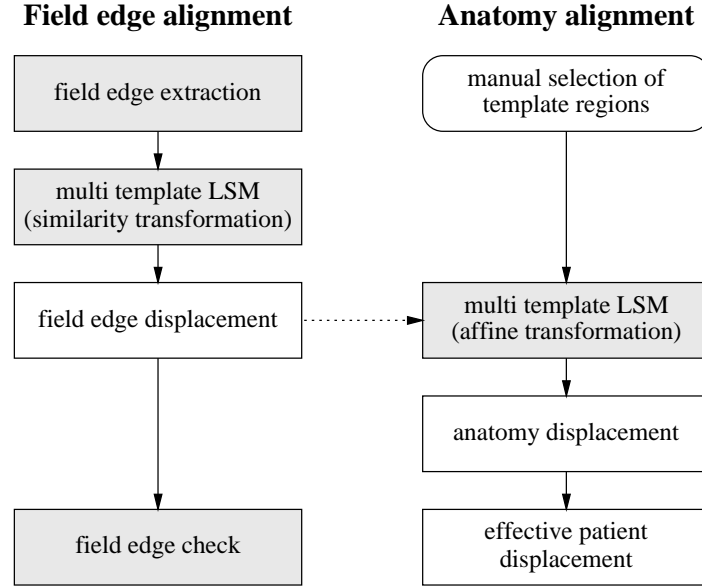 Field edge alignment
field edge extraction
multi template LSM
(similarity transformation)
field edge displacement
field edge check
Anatomy alignment
manual selection of
template regions
multi template LSM
(affine transformation)
anatomy displacement
effective patient
displacement